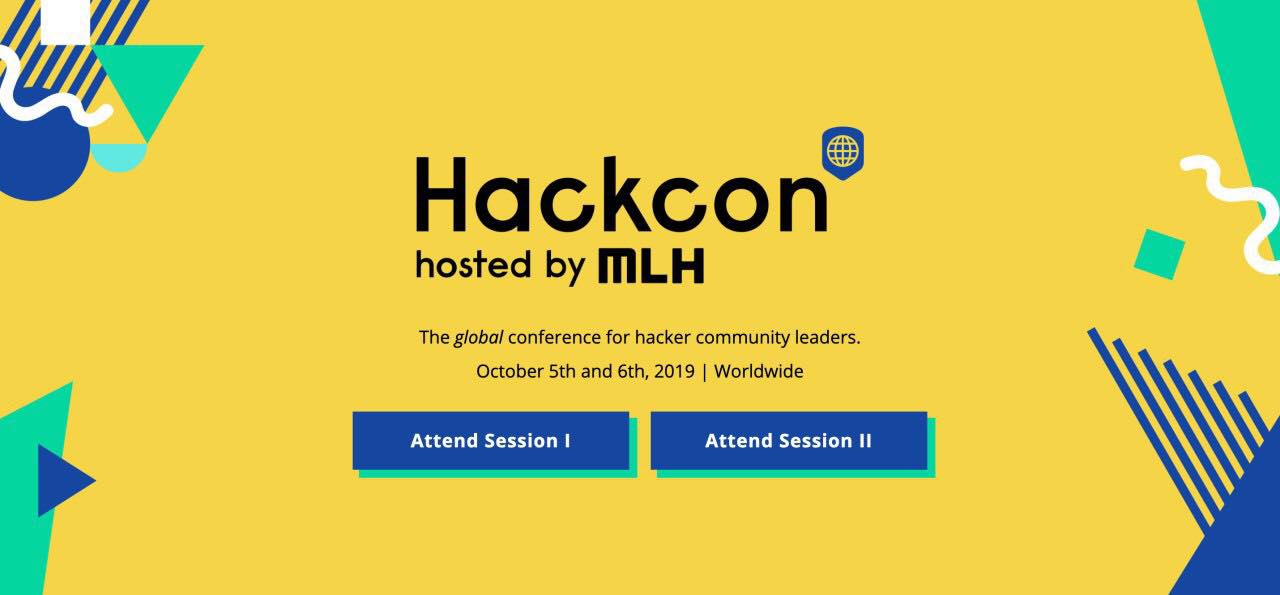 Hackcon
hosted by MLH
The global conference for hacker community leaders.
October 5th and 6th, 2019 | Worldwide
Attend Session I
Attend Session II